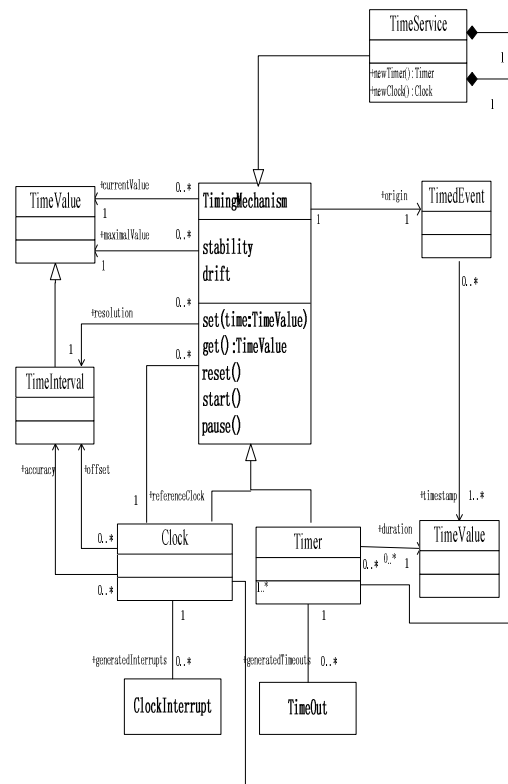 TimeService
1
+newTimer():Timer
+newClock():Clock
1
+currentValue
0..*
TimeValue
1
TimingMechanism
+origin
TimedEvent
1
1
+maximalValue
0..*
1
stability
drift
0..*
+resolution
0..*
set(time:TimeValue)
get():TimeValue
reset()
start()
pause()
0..*
1
TimeInterval
+accuracy
+offset
1
+referenceClock
+timestamp
1..*
0..*
Clock
Timer
+duration
TimeValue
0..*
1..*
0..*
0..*
1
1
1
+generatedInterrupts
0..*
+generatedTimeouts
0..*
ClockInterrupt
TimeOut